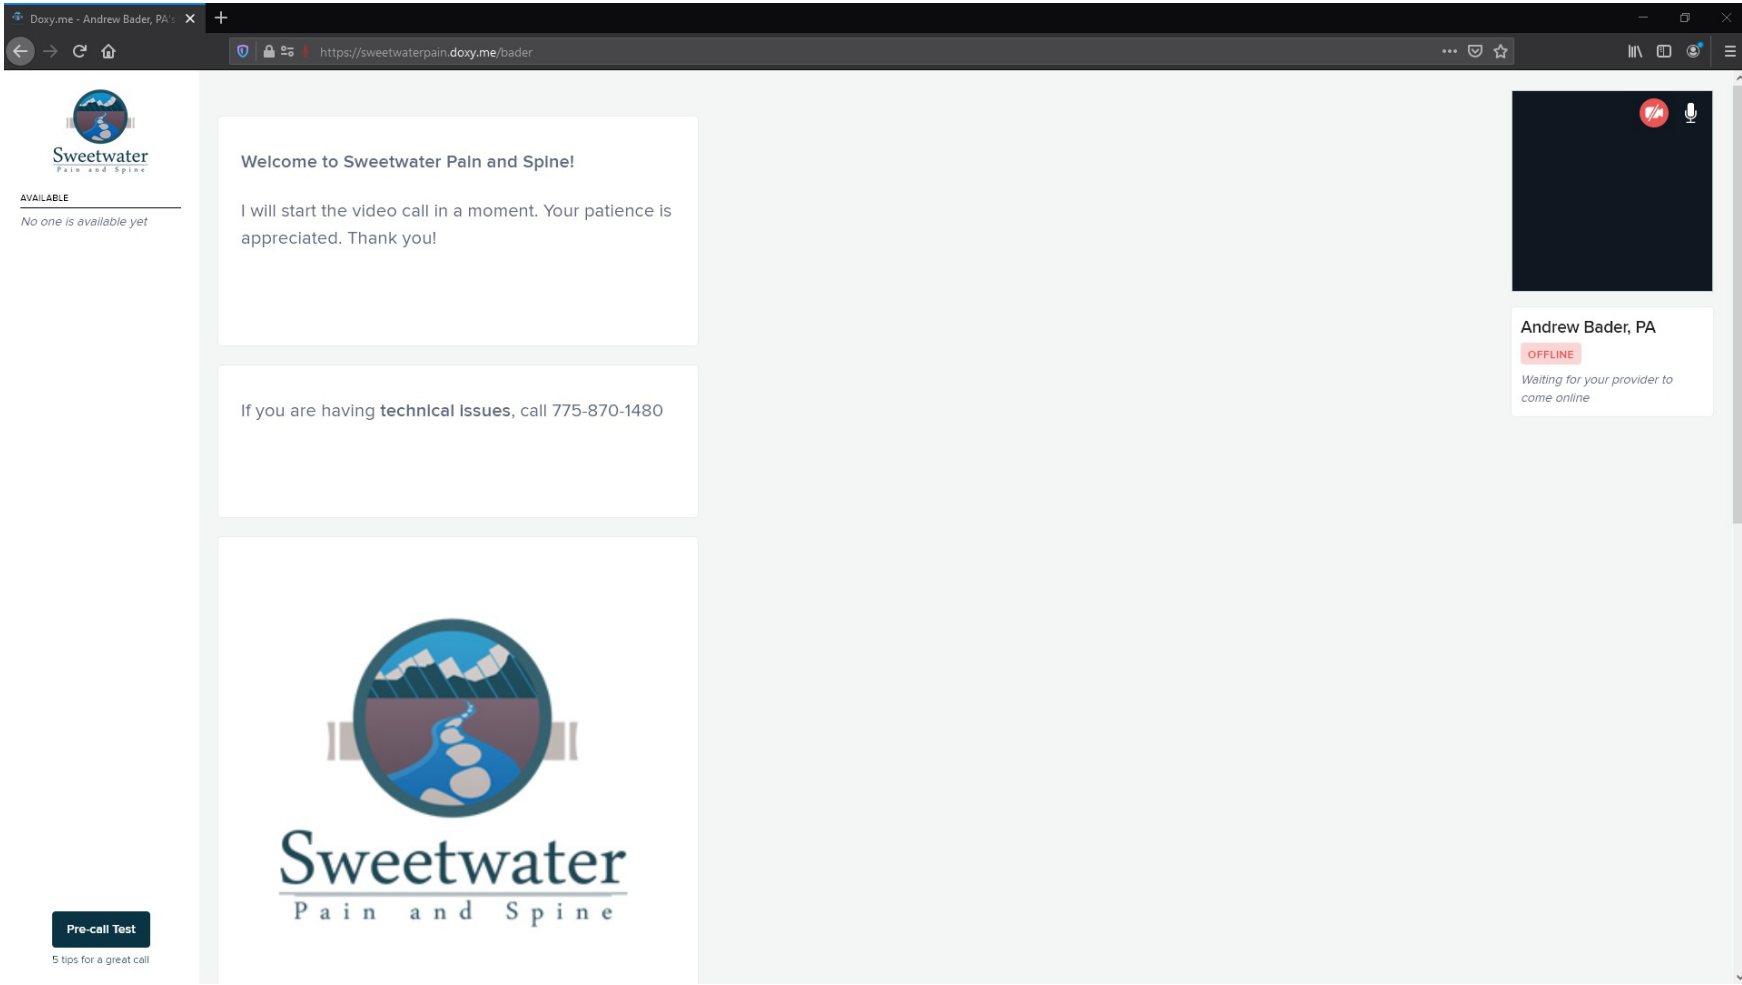 Doxy.me - Andrew Bader, PA's
https://sweetwaterpain.doxy.me/bader
Sweetwater
Pain and Spine
AVAILABLE
No one is available yet
Welcome to Sweetwater Pain and Spine!
I will start the video call in a moment. Your patience is
appreciated. Thank you!
If you are having technical issues, call 775-870-1480
Sweetwater
Pain and Spine
Andrew Bader, PA
OFFLINE
Waiting for your provider to
come online
Pre-call Test
5 tips for a great call